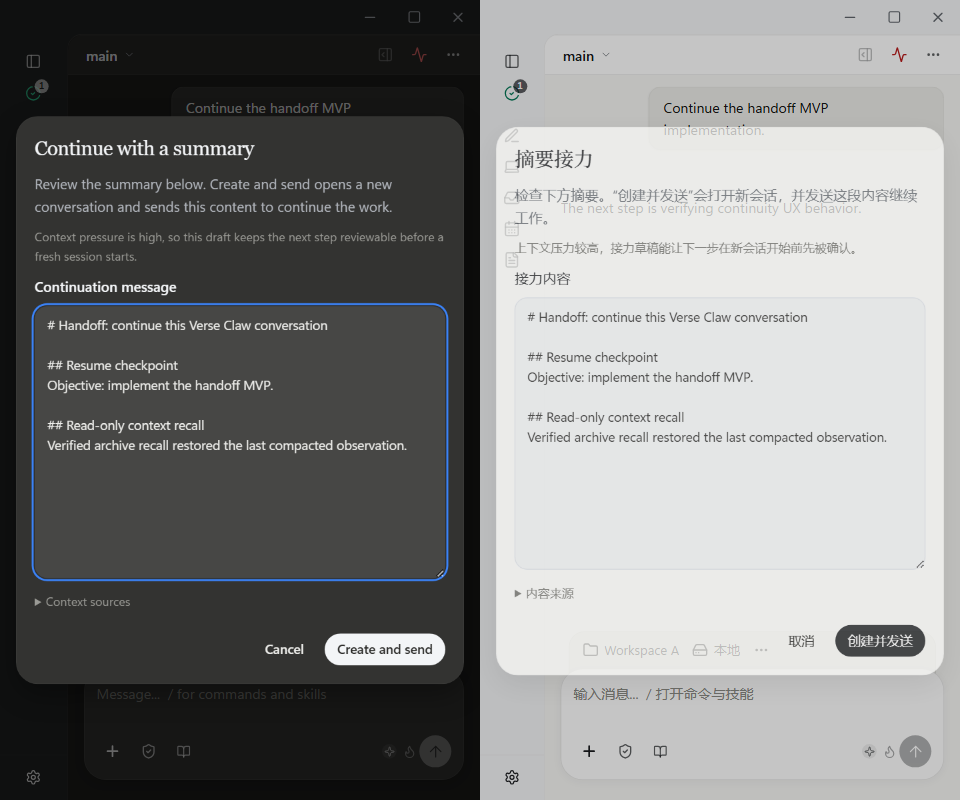 main
1
Continue the handoff MVP
Continue with a summary
Review the summary below. Create and send opens a new
conversation and sends this content to continue the work.
Context pressure is high, so this draft keeps the next step reviewable before a
fresh session starts.
Continuation message
# Handoff: continue this Verse Claw conversation
## Resume checkpoint
Objective: implement the handoff MVP.
## Read-only context recall
Verified archive recall restored the last compacted observation.
Context sources
Cancel
Create and send
Message... / for commands and skills
main
1
Continue the handoff MVP
implementation.
摘要接力
检查下方摘要。“创建并发送”会打开新会话，并发送这段内容继续
The next step is verifying continuity UX behavior.
工作。
上下文压力较高，接力草稿能让下一步在新会话开始前先被确认。
接力内容
# Handoff: continue this Verse Claw conversation
## Resume checkpoint
Objective: implement the handoff MVP.
## Read-only context recall
Verified archive recall restored the last compacted observation.
内容来源
取消
创建并发送
Workspace A
本地
输入消息... / 打开命令与技能